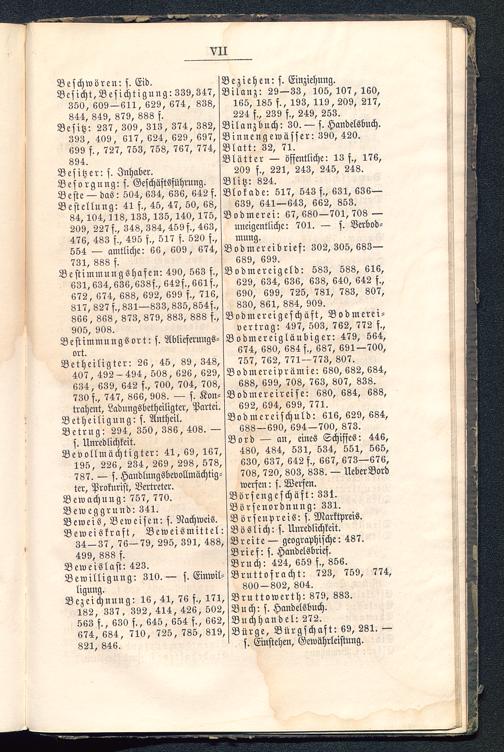 VII
Beschwören: s. Eid.
Besicht, Besichtigung: 339, 347,
350, 609—611, 629, 674, 838,
844, 849, 879, 888 f.
Besitz: 237, 309, 313, 374, 382,
393, 409, 617, 624, 629, 697,
699 f., 727, 753, 758, 767, 774,
894.
Besitzer: s. Inhaber.
Besorgung: s. Geschäftsführung.
Beste — das: 504, 634, 636, 642 f.
Bestellung: 41 f., 45, 47, 50, 68,
84, 104, 118, 133, 135, 140, 175,
209, 227 f., 348, 384, 459 f., 463,
476, 483 f., 495 f., 517 f. 520 f.,
554 — amtliche: 66, 609, 674,
731, 888 f.
Bestimmungshafen: 490, 563 f.,
631, 634, 636, 638 f., 642 f., 661 f.,
672, 674, 688, 692, 699 f., 716,
817, 827 f., 831—833, 835, 854 f.,
866, 868, 873, 879, 883, 888 f.,
905, 908.
Bestimmungsort: s. Ablieferungs-
ort.
Betheiligter: 26, 45, 89, 348,
407, 492—494, 508, 626, 629,
634, 639, 642 f., 700, 704, 708,
730 f., 747, 866, 908. — s. Kon-
trahent, Ladungsbetheiligter, Partei.
Betheiligung: s. Antheil.
Betrug: 294, 350, 386, 408. —
s. Unredlichkeit.
Bevollmächtigter: 41, 69, 167,
195, 226, 234, 269, 298, 578,
787. — s. Handlungsbevollmächtig-
ter, Prokurist, Vertreter.
Bewachung: 757, 770.
Beweggrund: 341.
Beweis, Beweisen: s. Nachweis.
Beweiskraft, Beweismittel:
34—37, 76—79, 295, 391, 488,
499, 888 f.
Beweislast: 423.
Bewilligung: 310. — s. Einwil-
ligung.
Bezeichnung: 16, 41, 76 f., 171,
182, 337, 392, 414, 426, 502,
563 f., 630 f., 645, 654 f., 662,
674, 684, 710, 725, 785, 819,
821, 846.
Beziehen: s. Einziehung.
Bilanz: 29—33, 105, 107, 160,
165, 185 f., 193, 119, 209, 217,
224 f., 239 f., 249, 253.
Bilanzbuch: 30. — s. Handelsbuch.
Binnengewässer: 390, 420.
Blatt: 32, 71.
Blätter — öffentliche: 13 f., 176,
209 f., 221, 243, 245, 248.
Blitz: 824.
Blokade: 517, 543 f., 631, 636—
639, 641—643, 662, 853.
Bodmerei: 67, 680—701, 708 —
uneigentliche: 701. — s. Verbod-
mung.
Bodmereibrief: 302, 305, 683—
689, 699.
Bodmereigeld: 583, 588, 616,
629, 634, 636, 638, 640, 642 f.,
690, 699, 725, 781, 783, 807,
830, 861, 884, 909.
Bodmereigeschäft, Bodmerei-
vertrag: 497, 503, 762, 772 f.,
Bodmereigläubiger: 479, 564,
674, 680, 684 f., 687, 691—700,
757, 762, 771—773, 807.
Bodmereiprämie: 680, 682, 684,
688, 699, 708, 763, 807, 838.
Bodmereireise: 680, 684, 688,
692, 694, 699, 771.
Bodmereischuld: 616, 629, 684,
688—690, 694—700, 873.
Bord — an, eines Schiffes: 446,
480, 484, 531, 534, 551, 565,
630, 637, 642 f., 667, 673—676,
708, 720, 803, 838. — Ueber Bord
werfen: s. Werfen.
Börsengeschäft: 331.
Börsenordnung: 331.
Börsenpreis: s. Marktpreis.
Böslich: s. Unredlichkeit.
Breite — geographische: 487.
Brief: s. Handelsbrief.
Bruch: 424, 659 f., 856.
Bruttofracht: 723, 759, 774,
800—802, 804.
Bruttowerth: 879, 883.
Buch: s. Handelsbuch.
Buchhandel: 272.
Bürge, Bürgschaft: 69, 281. —
s. Einstehen, Gewährleistung.